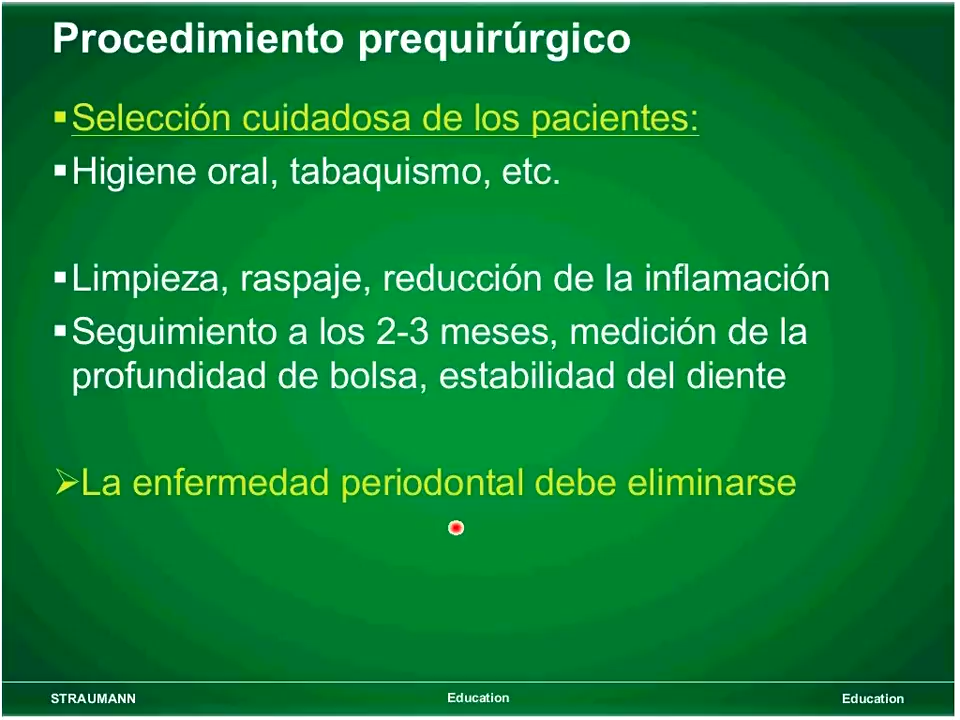 Procedimiento prequirúrgico
▪Selección cuidadosa de los pacientes:
▪Higiene oral, tabaquismo, etc.
▪Limpieza, raspaje, reducción de la inflamación
▪Seguimiento a los 2-3 meses, medición de la
profundidad de bolsa, estabilidad del diente
➢La enfermedad periodontal debe eliminarse
STRAUMANN Education Education